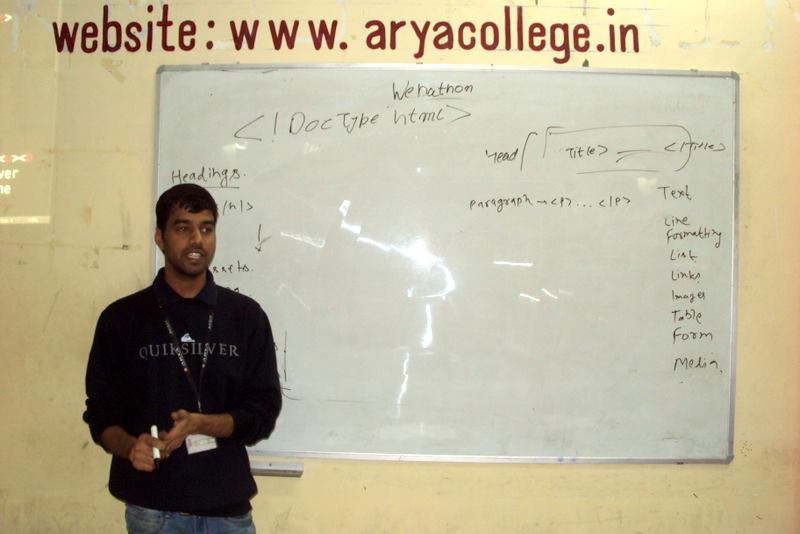 website: www. aryacollege.in
Webathon
<! DocType html>
Head Title> </Title>
Headings.
paragraph → <p> ... </p>
Text
Line
Formatting
List
Links
Images
Table
Form
Media
QUIKSILVER